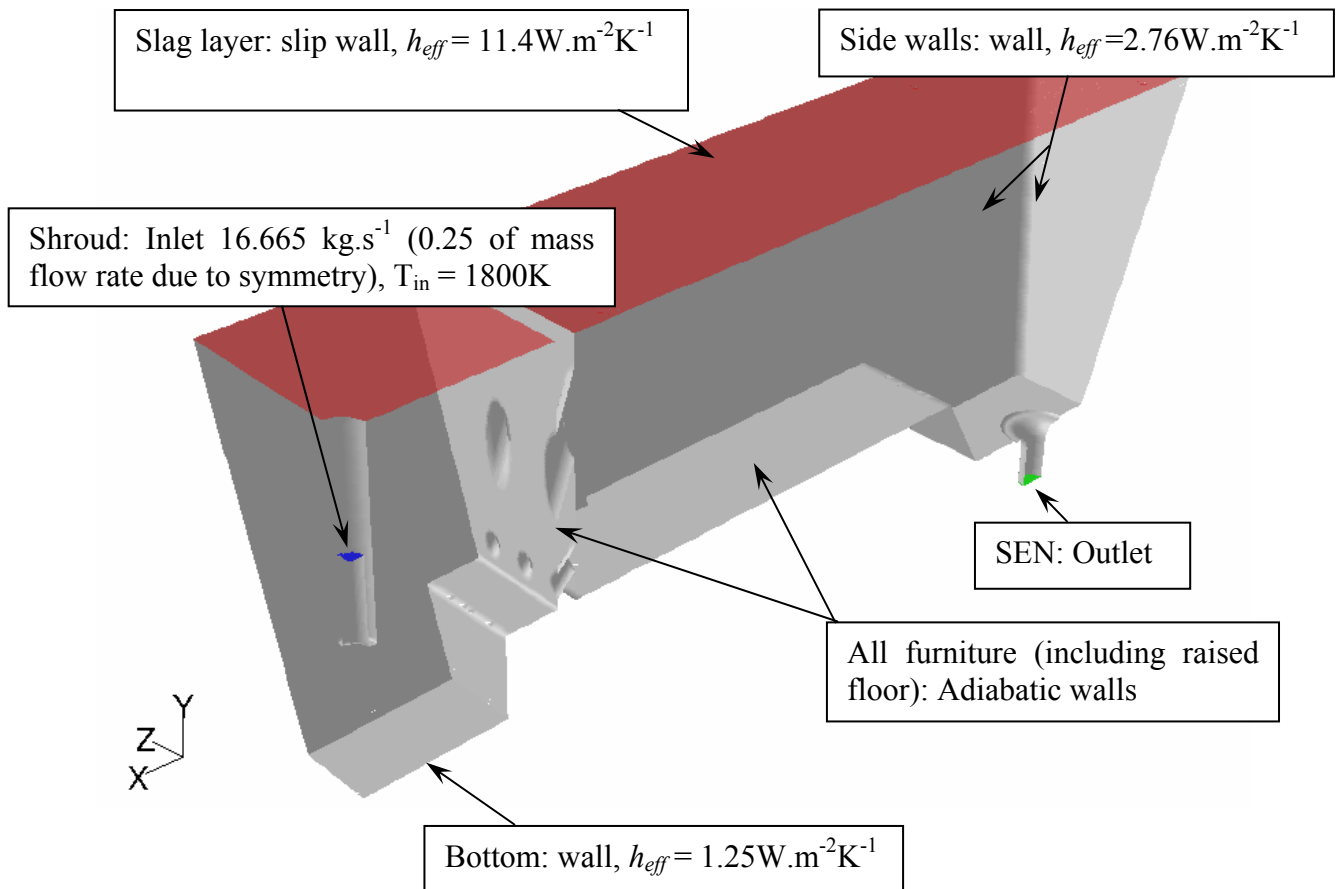 Slag layer: slip wall, h_eff = 11.4W.m⁻²K⁻¹
Side walls: wall, h_eff =2.76W.m⁻²K⁻¹
Shroud: Inlet 16.665 kg.s⁻¹ (0.25 of mass
flow rate due to symmetry), T_in = 1800K
SEN: Outlet
All furniture (including raised
floor): Adiabatic walls
Y
Z
X
Bottom: wall, h_eff = 1.25W.m⁻²K⁻¹